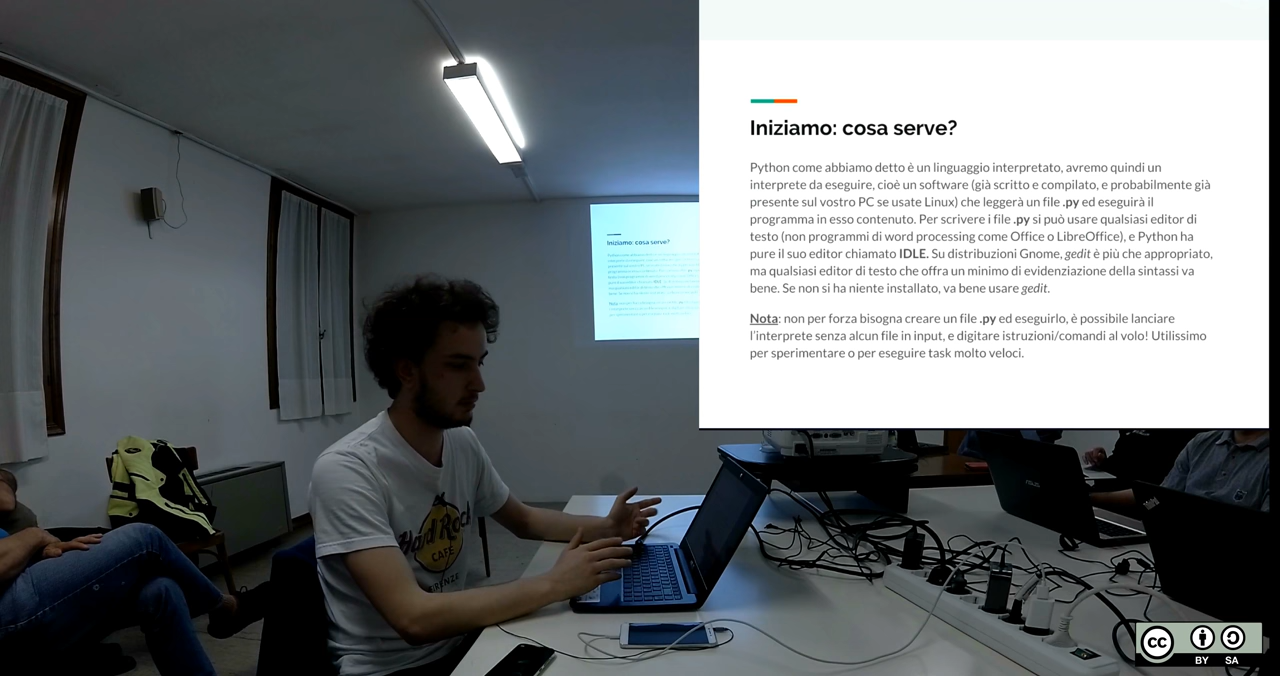 Iniziamo: cosa serve?
Python come abbiamo detto è un linguaggio interpretato, avremo quindi un
interprete da eseguire, cioè un software (già scritto e compilato, e probabilmente già
presente sul vostro PC se usate Linux) che leggerà un file .py ed eseguirà il
programma in esso contenuto. Per scrivere i file .py si può usare qualsiasi editor di
testo (non programmi di word processing come Office o LibreOffice), e Python ha
pure il suo editor chiamato IDLE. Su distribuzioni Gnome, gedit è più che appropriato,
ma qualsiasi editor di testo che offra un minimo di evidenziazione della sintassi va
bene. Se non si ha niente installato, va bene usare gedit.
Nota: non per forza bisogna creare un file .py ed eseguirlo, è possibile lanciare
l'interprete senza alcun file in input, e digitare istruzioni/comandi al volo! Utilissimo
per sperimentare o per eseguire task molto veloci.
Iniziamo: cosa serve?
Hard Rock
CAFE
FIRENZE
ASUS
CC
BY SA